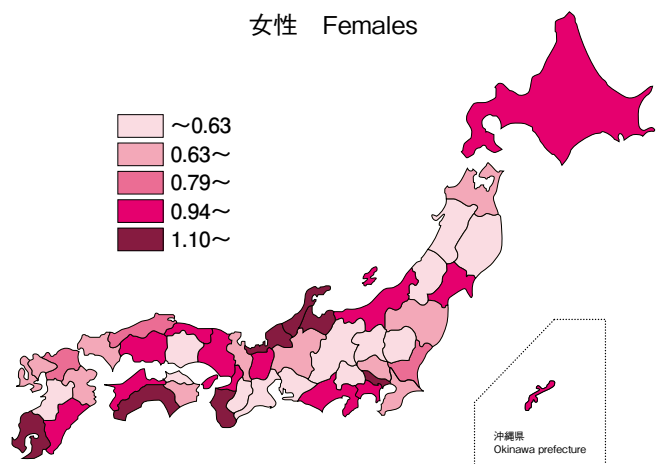 女性　Females
～0.63
0.63～
0.79～
0.94～
1.10～
沖縄県
Okinawa prefecture